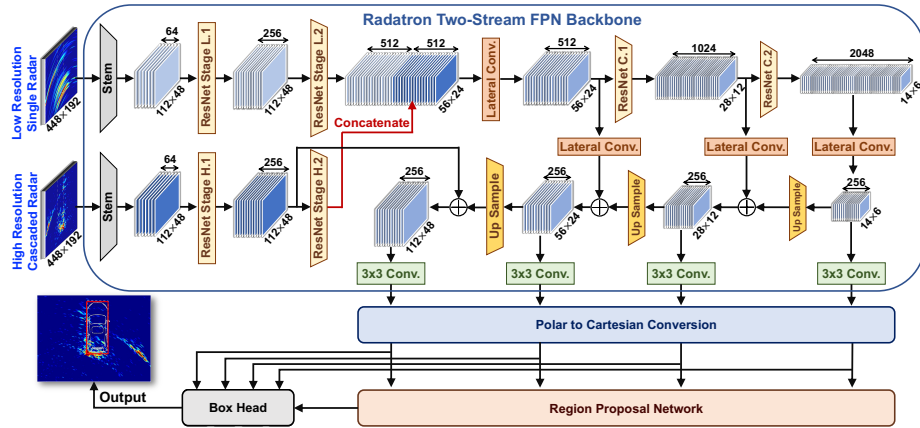 Radatron Two-Stream FPN Backbone
Low Resolution
Single Radar
448×192
Stem
64
112×48
ResNet Stage L.1
256
112×48
ResNet Stage L.2
512
512
56×24
Lateral Conv.
512
56×24
ResNet C.1
1024
28×12
ResNet C.2
2048
14×6
Concatenate
Lateral Conv.
Lateral Conv.
Lateral Conv.
High Resolution
Cascaded Radar
448×192
Stem
64
112×48
ResNet Stage H.1
256
112×48
ResNet Stage H.2
256
112×48
Up Sample
256
56×24
Up Sample
256
28×12
Up Sample
256
14×6
3x3 Conv.
3x3 Conv.
3x3 Conv.
3x3 Conv.
Polar to Cartesian Conversion
Output
Box Head
Region Proposal Network